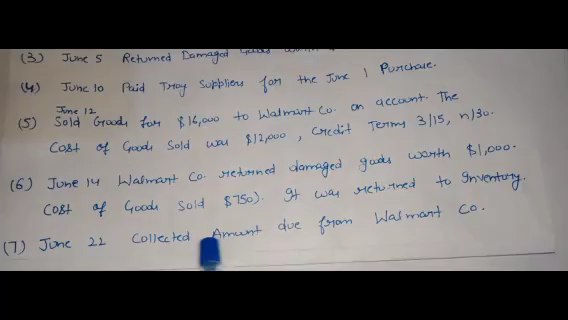 (3) June 5 Returned Damaged Goods
(4) June 10 Paid Troy Suppliers for the June 1 Purchase.
June 12
(5) Sold Goods for $16,000 to Walmart Co. on account. The
Cost of Goods Sold was $12,000, Credit Terms 3/15, n/30.
(6) June 14 Walmart Co. returned damaged goods worth $1,000.
Cost of Goods Sold $750). It was returned to Inventory.
(7) June 22 Collected Amount due from Walmart Co.